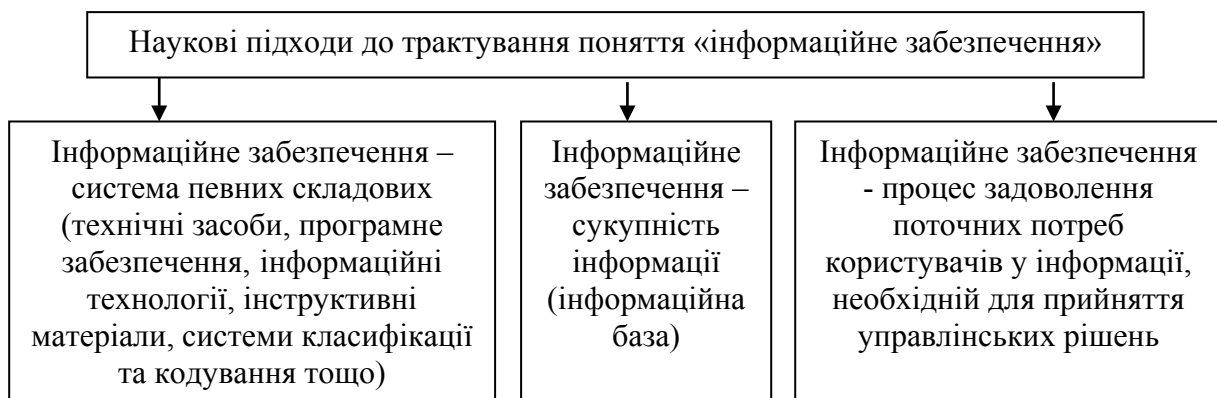 Наукові підходи до трактування поняття «інформаційне забезпечення»
Інформаційне забезпечення –
система певних складових
(технічні засоби, програмне
забезпечення, інформаційні
технології, інструктивні
матеріали, системи класифікації
та кодування тощо)
Інформаційне
забезпечення –
сукупність
інформації
(інформаційна
база)
Інформаційне забезпечення
- процес задоволення
поточних потреб
користувачів у інформації,
необхідній для прийняття
управлінських рішень